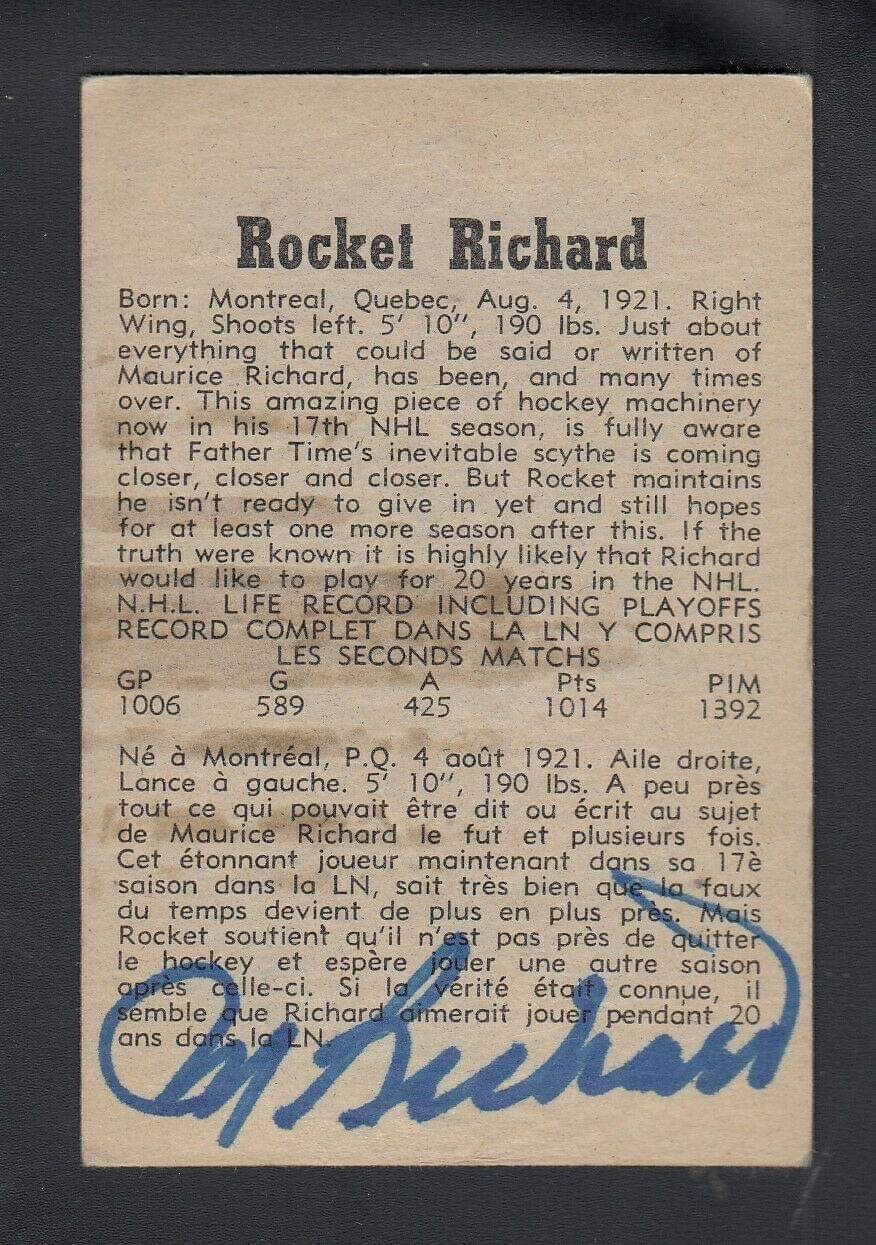 Rocket Richard
Born: Montreal, Quebec, Aug. 4, 1921. Right
Wing, Shoots left. 5' 10'', 190 lbs. Just about
everything that could be said or written of
Maurice Richard, has been, and many times
over. This amazing piece of hockey machinery
now in his 17th NHL season, is fully aware
that Father Time's inevitable scythe is coming
closer, closer and closer. But Rocket maintains
he isn't ready to give in yet and still hopes
for at least one more season after this. If the
truth were known it is highly likely that Richard
would like to play for 20 years in the NHL.
N.H.L. LIFE RECORD INCLUDING PLAYOFFS
RECORD COMPLET DANS LA LN Y COMPRIS
LES SECONDS MATCHS
GP G A Pts PIM
1006 589 425 1014 1392
Né à Montréal, P.Q. 4 août 1921. Aile droite,
Lance à gauche. 5' 10'', 190 lbs. A peu près
tout ce qui pouvait être dit ou écrit au sujet
de Maurice Richard le fut et plusieurs fois.
Cet étonnant joueur maintenant dans sa 17è
saison dans la LN, sait très bien que la faux
du temps devient de plus en plus près. Mais
Rocket soutient qu'il n'est pas près de quitter
le hockey et espère jouer une autre saison
après celle-ci. Si la vérité était connue, il
semble que Richard aimerait jouer pendant 20
ans dans la LN.
M Richard